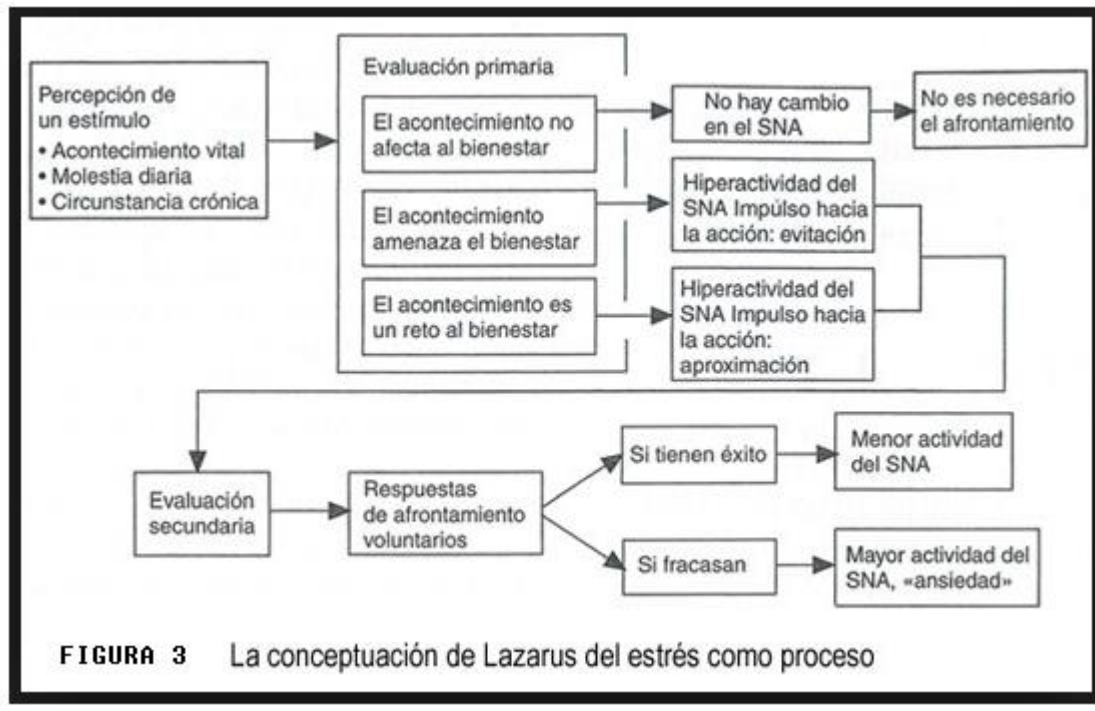 Percepción de
un estímulo
• Acontecimiento vital
• Molestia diaria
• Circunstancia crónica
Evaluación primaria
El acontecimiento no
afecta al bienestar
El acontecimiento
amenaza el bienestar
El acontecimiento es
un reto al bienestar
No hay cambio
en el SNA
No es necesario
el afrontamiento
Hiperactividad del
SNA Impúlso hacia
la acción: evitación
Hiperactividad del
SNA Impulso hacia
la acción:
aproximación
Evaluación
secundaria
Respuestas
de afrontamiento
voluntarios
Si tienen éxito
Menor actividad
del SNA
Si fracasan
Mayor actividad del
SNA, «ansiedad»
FIGURA 3 La conceptuación de Lazarus del estrés como proceso